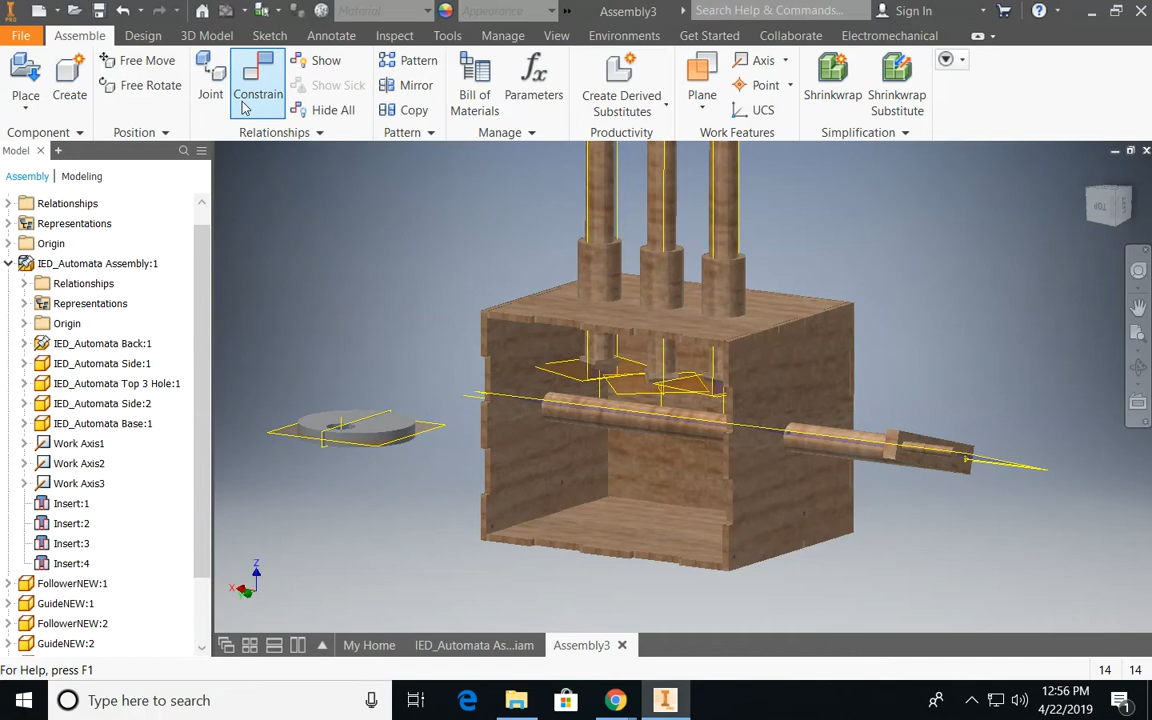 PRO
Material
Appearance
Assembly3
Search Help & Commands...
Sign In
File
Assemble
Design
3D Model
Sketch
Annotate
Inspect
Tools
Manage
View
Environments
Get Started
Collaborate
Electromechanical
Place
Create
Free Move
Free Rotate
Component
Position
Joint
Constrain
Show
Show Sick
Hide All
Relationships
Pattern
Mirror
Copy
Pattern
Bill of
Materials
Parameters
Manage
Create Derived
Substitutes
Productivity
Plane
Axis
Point
UCS
Work Features
Shrinkwrap
Shrinkwrap
Substitute
Simplification
Model
Assembly
Modeling
Relationships
Representations
Origin
IED_Automata Assembly:1
Relationships
Representations
Origin
IED_Automata Back:1
IED_Automata Side:1
IED_Automata Top 3 Hole:1
IED_Automata Side:2
IED_Automata Base:1
Work Axis1
Work Axis2
Work Axis3
Insert:1
Insert:2
Insert:3
Insert:4
FollowerNEW:1
GuideNEW:1
FollowerNEW:2
GuideNEW:2
TOP
Z
X
My Home
IED_Automata As...iam
Assembly3
For Help, press F1
14 14
Type here to search
12:56 PM
4/22/2019
1